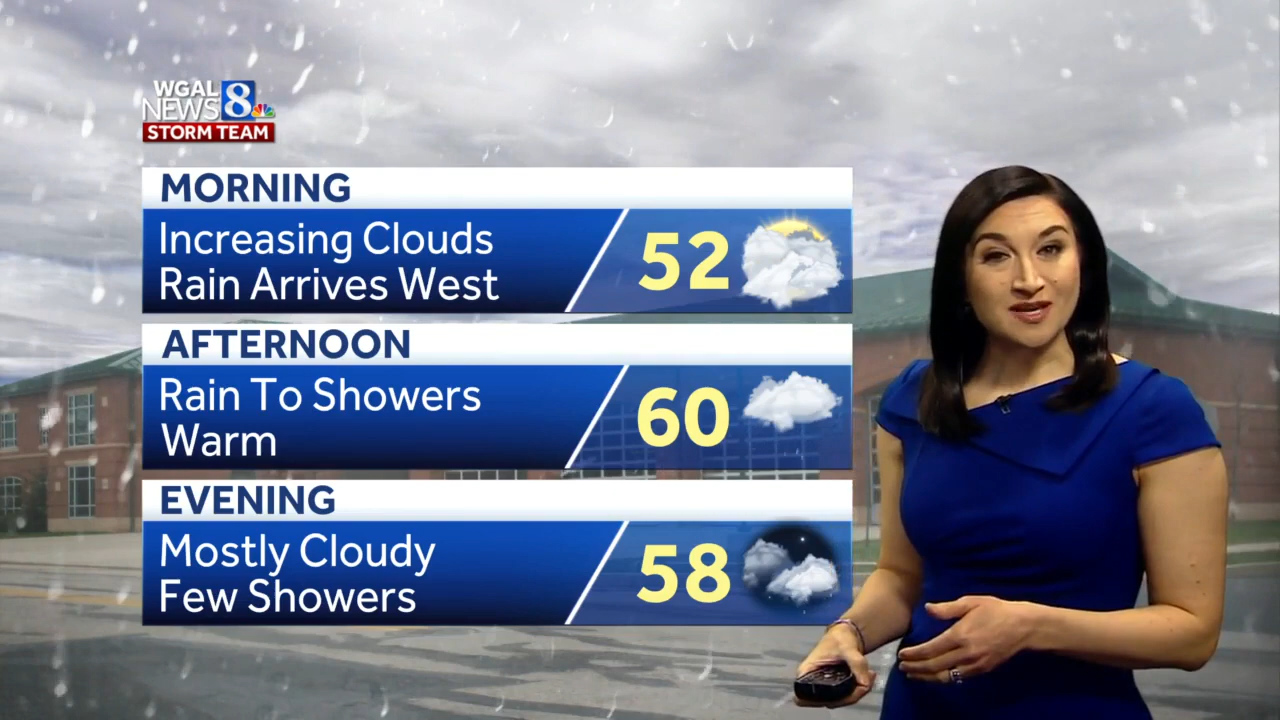 WGAL
NEWS 8
STORM TEAM
MORNING
Increasing Clouds
Rain Arrives West
52
AFTERNOON
Rain To Showers
Warm
60
EVENING
Mostly Cloudy
Few Showers
58